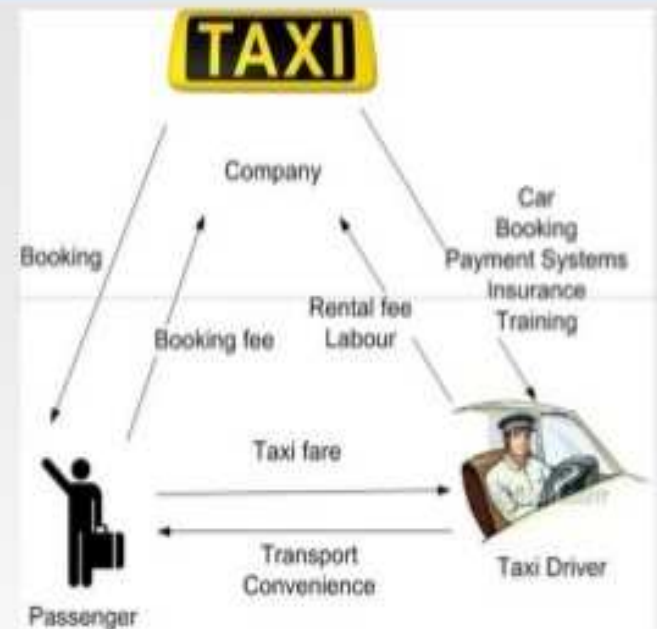 TAXI
Company
Car
Booking
Payment Systems
Insurance
Training
Booking
Rental fee
Labour
Booking fee
Taxi fare
Transport
Convenience
Taxi Driver
Passenger